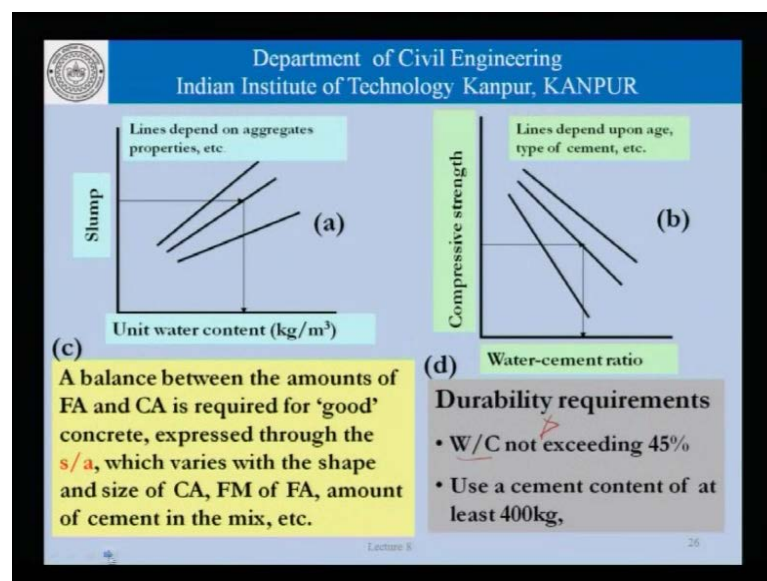 Department of Civil Engineering
Indian Institute of Technology Kanpur, KANPUR
Lines depend on aggregates
properties, etc
Slump
(a)
Unit water content (kg/m³)
Lines depend upon age,
type of cement, etc.
Compressive strength
(b)
Water-cement ratio
(c)
A balance between the amounts of
FA and CA is required for ‘good’
concrete, expressed through the
s/a, which varies with the shape
and size of CA, FM of FA, amount
of cement in the mix, etc.
(d)
Durability requirements
• W/C not exceeding 45%
• Use a cement content of at
least 400kg,
Lecture 8
26